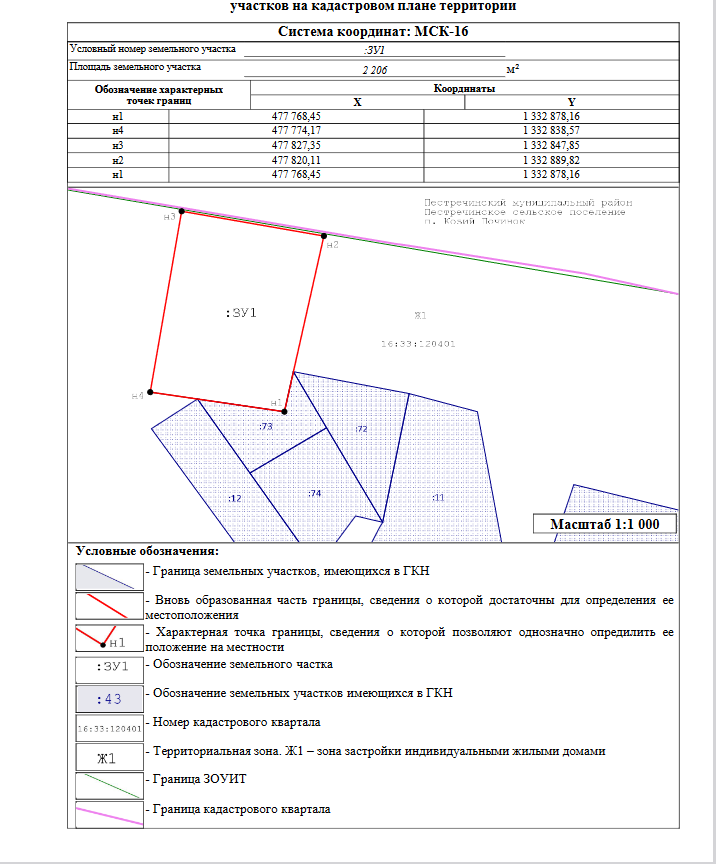 участков на кадастровом плане территории
Система координат: МСК-16
Условный номер земельного участка :ЗУ1
Площадь земельного участка 2 206 м²
Обозначение характерных точек границ Координаты
X Y
н1 477 768,45 1 332 878,16
н4 477 774,17 1 332 838,57
н3 477 827,35 1 332 847,85
н2 477 820,11 1 332 889,82
н1 477 768,45 1 332 878,16
Пестречинский муниципальный район
Пестречинское сельское поселение
п. Ковий Починок
н3
н2
:ЗУ1
Ж1
16:33:120401
н4
н1
:73
:72
:12
:74
:11
Масштаб 1:1 000
Условные обозначения:
- Граница земельных участков, имеющихся в ГКН
- Вновь образованная часть границы, сведения о которой достаточны для определения ее
местоположения
н1
- Характерная точка границы, сведения о которой позволяют однозначно опредилить ее
положение на местности
:ЗУ1 - Обозначение земельного частка
:43 - Обозначение земельных участков имеющихся в ГКН
16:33:120401 - Номер кадастрового квартала
Ж1 - Территориальная зона. Ж1 – зона застройки индивидуальными жилыми домами
- Граница ЗОУИТ
- Граница кадастрового квартала